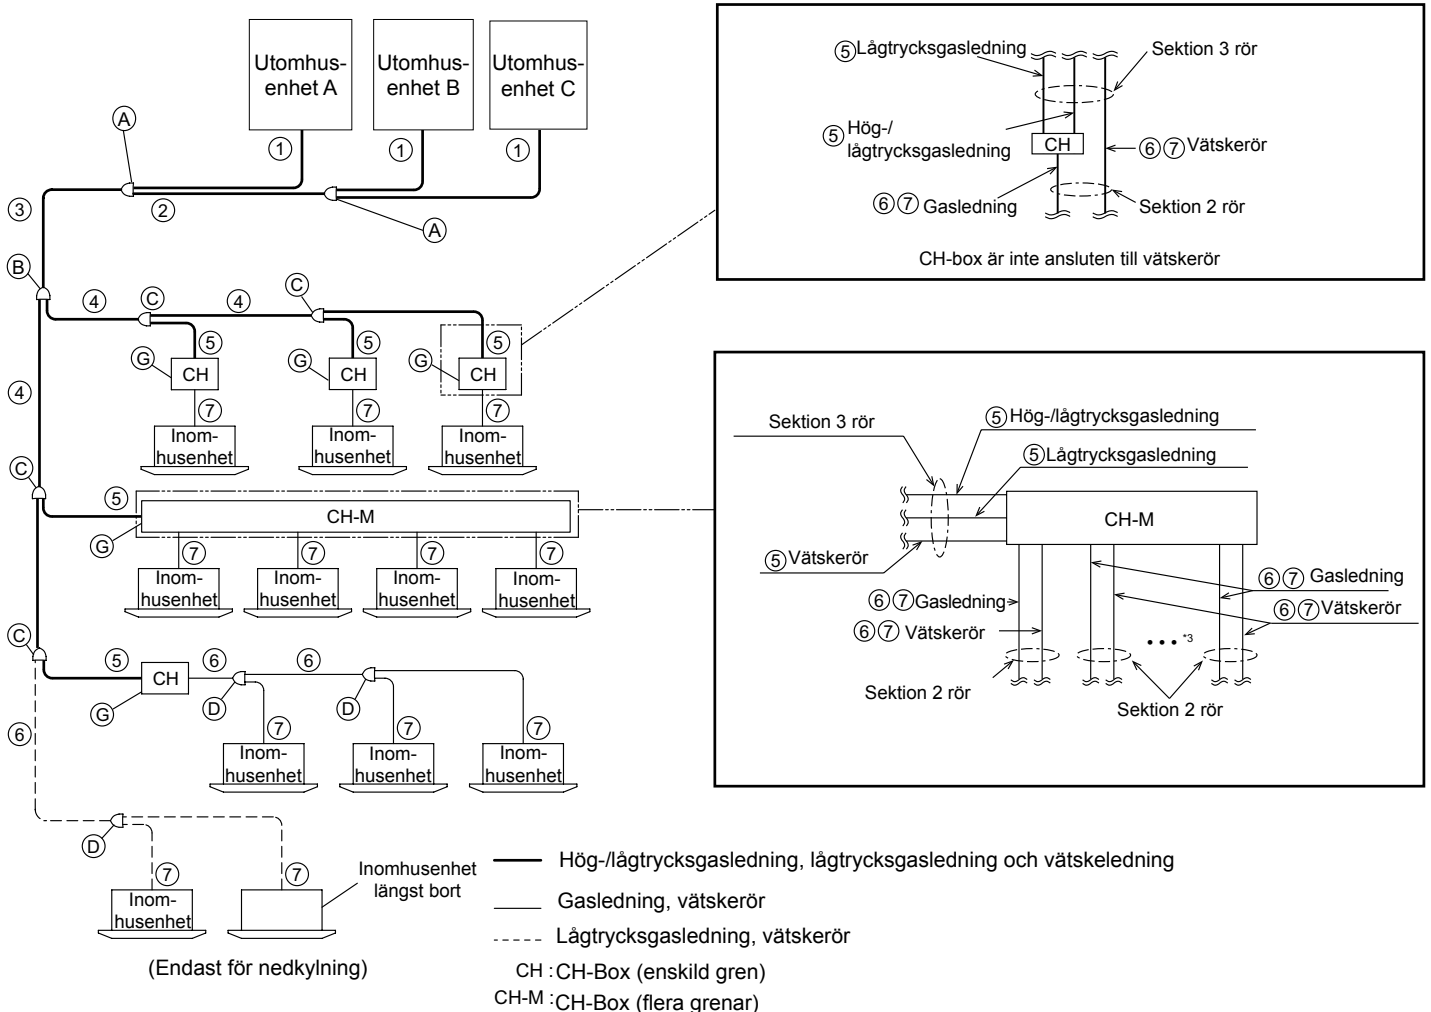 Utomhus-
enhet A
Utomhus-
enhet B
Utomhus-
enhet C
A
1
1
1
3
2
A
B
4
C
4
C
5
5
5
G
CH
G
CH
G
CH
4
7
7
7
Inom-
husenhet
Inom-
husenhet
Inom-
husenhet
C
5
CH-M
G
7
7
7
7
Inom-
husenhet
Inom-
husenhet
Inom-
husenhet
Inom-
husenhet
C
5
CH
6
6
G
D
D
6
7
7
7
Inom-
husenhet
Inom-
husenhet
Inom-
husenhet
D
7
7
Inom-
husenhet
Inomhusenhet
längst bort
(Endast för nedkylning)
5 Lågtrycksgasledning
Sektion 3 rör
5 Hög-/
lågtrycksgasledning
CH
6 7 Vätskerör
6 7 Gasledning
Sektion 2 rör
CH-box är inte ansluten till vätskerör
Sektion 3 rör
5 Hög-/lågtrycksgasledning
5 Lågtrycksgasledning
CH-M
5 Vätskerör
6 7 Gasledning
6 7 Gasledning
6 7 Vätskerör
6 7 Vätskerör
• • • *3
Sektion 2 rör
Sektion 2 rör
Hög-/lågtrycksgasledning, lågtrycksgasledning och vätskeledning
Gasledning, vätskerör
Lågtrycksgasledning, vätskerör
CH : CH-Box (enskild gren)
CH-M : CH-Box (flera grenar)